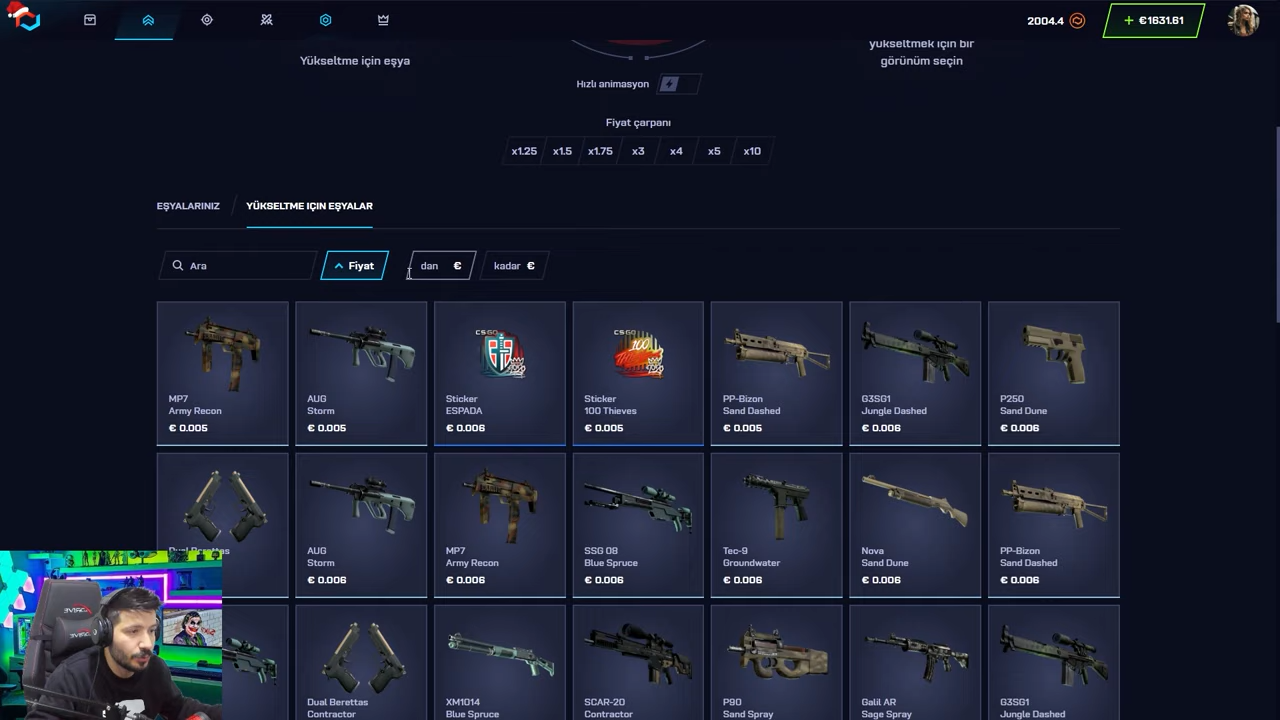 2004.4
+ €1631.61
Yükseltme için eşya
yükseltmek için bir
görünüm seçin
Hızlı animasyon
Fiyat çarpanı
x1.25
x1.5
x1.75
x3
x4
x5
x10
EŞYALARINIZ
YÜKSELTME IÇIN EŞYALAR
Ara
Fiyat
dan €
kadar €
MP7
Army Recon
€ 0.005
AUG
Storm
€ 0.005
CS GO
Sticker
ESPADA
€ 0.006
CS GO
100
Sticker
100 Thieves
€ 0.005
PP-Bizon
Sand Dashed
€ 0.005
G3SG1
Jungle Dashed
€ 0.006
P250
Sand Dune
€ 0.006
Dual Berettas
AUG
Storm
€ 0.006
MP7
Army Recon
€ 0.006
SSG 08
Blue Spruce
€ 0.006
Tec-9
Groundwater
€ 0.006
Nova
Sand Dune
€ 0.006
PP-Bizon
Sand Dashed
€ 0.006
Dual Berettas
Contractor
XM1014
Blue Spruce
SCAR-20
Contractor
P90
Sand Spray
Galil AR
Sage Spray
G3SG1
Jungle Dashed